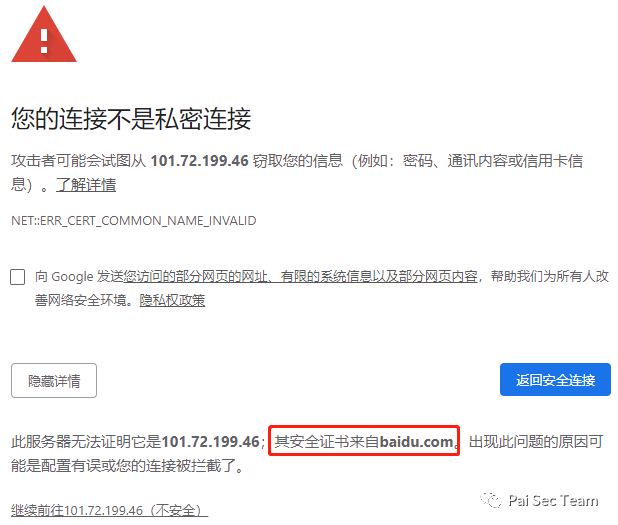 您的连接不是私密连接
攻击者可能会试图从 101.72.199.46 窃取您的信息（例如：密码、通讯内容或信用卡信
息）。了解详情
NET::ERR_CERT_COMMON_NAME_INVALID
向 Google 发送您访问的部分网页的网址、有限的系统信息以及部分网页内容，帮助我们为所有人改
善网络安全环境。隐私权政策
隐藏详情
返回安全连接
此服务器无法证明它是101.72.199.46；其安全证书来自baidu.com。出现此问题的原因可
能是配置有误或您的连接被拦截了。
继续前往101.72.199.46（不安全）
Pai Sec Team